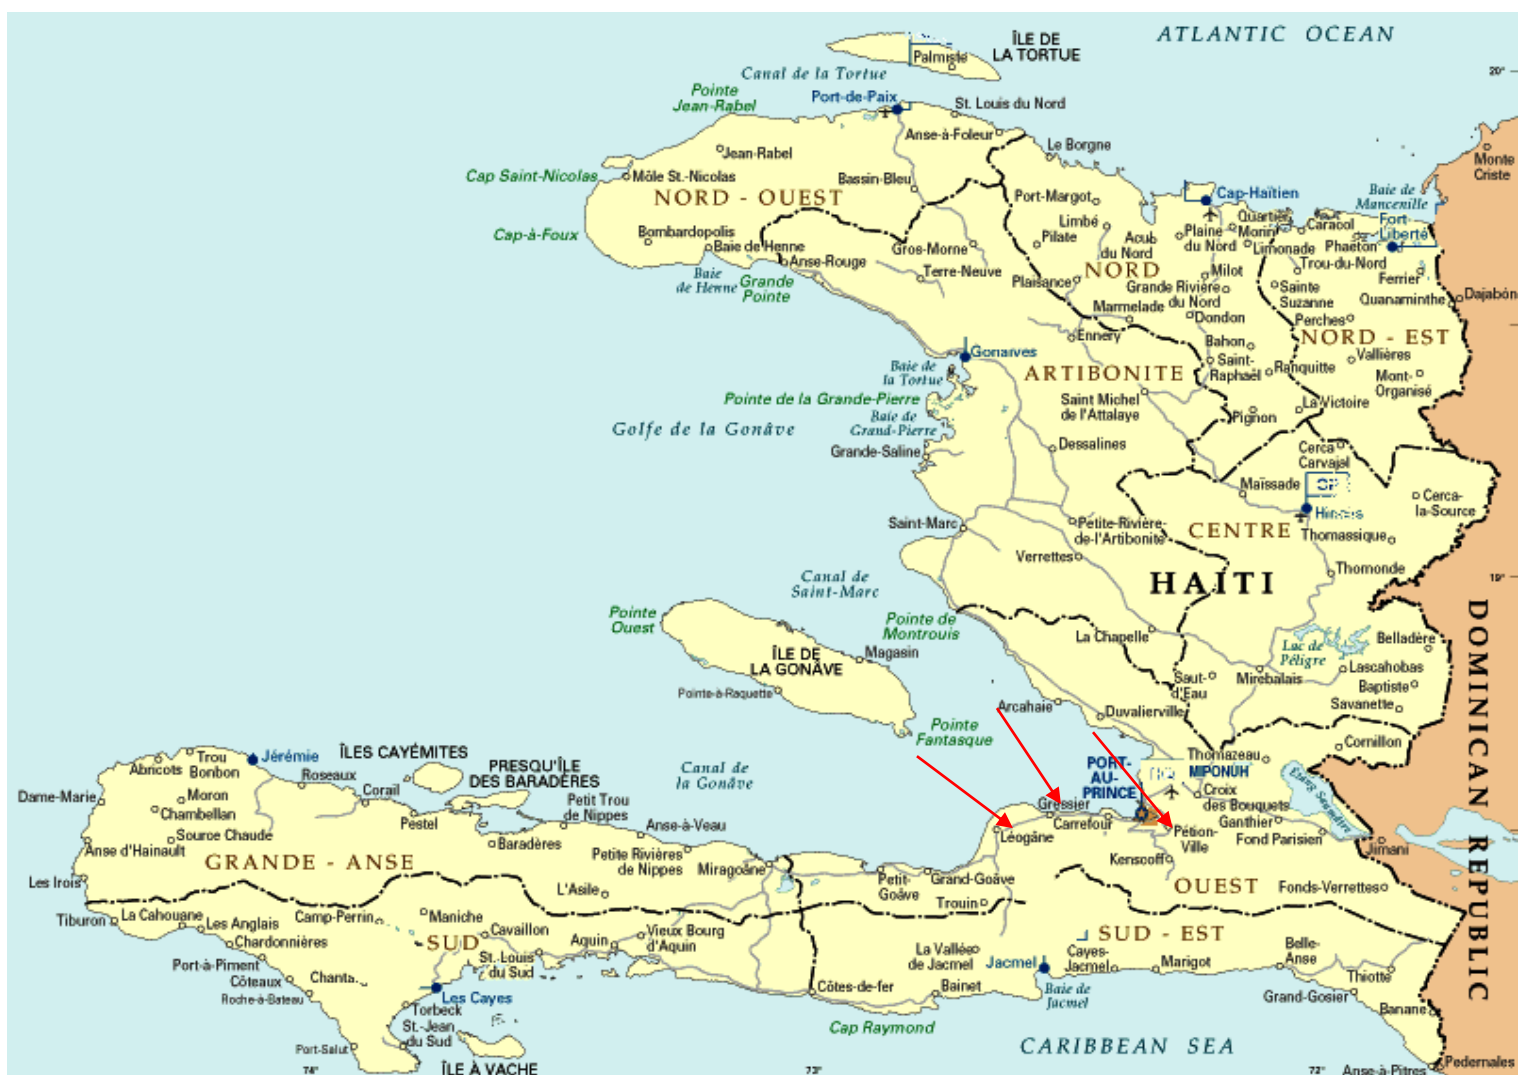 ATLANTIC OCEAN
ÎLE DE
LA TORTUE
Palmiste
20°
Canal de la Tortue
Pointe
Jean-Rabel
Port-de-Paix
St. Louis du Nord
Anse-à-Foleur
Le Borgne
Monte
Criste
Jean-Rabel
Cap Saint-Nicolas
Môle St.-Nicolas
Bassin-Bleu
NORD - OUEST
Port-Margot
Cap-Haïtien
Baie de
Mancenille
Fort-
Liberté
Quartier
Morin
Caracol
Limbé
Pilate
Acub
du Nord
Plaine
du Nord
Limonade
Phaeton
Cap-à-Foux
Bombardopolis
Baie de Henne
Gros-Morne
Anse-Rouge
Terre-Neuve
NORD
Milot
Trou-du-Nord
Ferrier
Baie
de Henne
Grande
Pointe
Plaisance
Grande Rivière
du Nord
Sainte
Suzanne
Quanaminthe
Dajabón
Marmelade
Dondon
Perches
Ennery
Bahon
NORD - EST
Gonaïves
Saint-
Raphaël
Ranquitte
Vallières
Baie de
la Tortue
ARTIBONITE
Mont-
Organisé
Pointe de la Grande-Pierre
Saint Michel
de l'Attalaye
Pignon
La Victoire
Baie de
Grand-Pierre
Golfe de la Gonâve
Grande-Saline
Dessalines
Cerca
Carvajal
Maïssade
Cerca-
la-Source
Saint-Marc
Petite-Rivière-
de-l'Artibonite
CENTRE
Thomassique
Verrettes
HAITI
Thomonde
19°
Canal de
Saint-Marc
Pointe
Ouest
Pointe de
Montrouis
La Chapelle
Belladère
Luc de
Péligre
ÎLE DE
LA GONÂVE
Magasin
Mirebalais
Lascahobas
Saut-
d'Eau
Baptiste
Savanette
Pointe-à-Raquette
Arcahaie
Duvalierville
Pointe
Fantasque
Cornillon
Thomazeau
DOMINICAN REPUBLIC
ÎLES CAYÉMITES
Jérémie
Trou
Bonbon
Abricots
Roseaux
PRESQU'ÎLE
DES BARADÈRES
Canal de
la Gonâve
PORT-
AU-
PRINCE
MIPONUH
Croix
des Bouquets
Dame-Marie
Moron
Chambellan
Corail
Pestel
Petit Trou
de Nippes
Gressier
Carrefour
Ganthier
Source Chaude
Anse-à-Veau
Léogâne
Pétion-
Ville
Fond Parisien
Jimani
Anse d'Hainault
Baradères
Petite Rivières
de Nippes
Miragoâne
Kenscoff
GRANDE - ANSE
Les Irois
L'Asile
Petit-
Goâve
Grand-Goâve
OUEST
Fonds-Verrettes
Trouin
Tiburon
La Cahouane
Les Anglais
Camp-Perrin
Maniche
Cavaillon
Vieux Bourg
d'Aquin
Chardonnières
SUD
Aquin
SUD - EST
Port-à-Piment
Côteaux
St.-Louis
du Sud
La Vallée
de Jacmel
Jacmel
Cayes-
Jacmel
Marigot
Belle-
Anse
Thiotte
Roche-à-Bateau
Les Cayes
Côtes-de-fer
Bainet
Baie de
Jacmel
Grand-Gosier
Banane
Torbeck
St.-Jean
du Sud
Cap Raymond
Port-Salut
ÎLE À VACHE
CARIBBEAN SEA
74°
73°
72°
Anse-à-Pitres
Pedernales